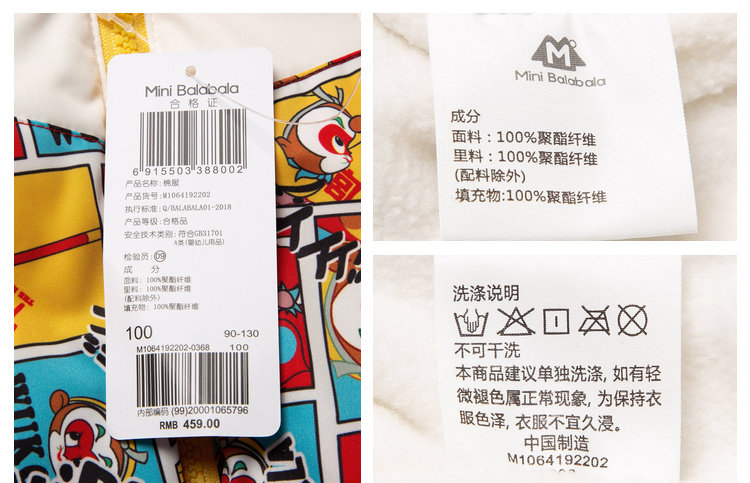 Mini Balabala
合格证
6 915503 388002
产品名称：棉服
产品货号：M1064192202
执行标准：Q/BALABALA01-2018
产品等级：合格品
安全技术类别：符合GB31701
A类(婴幼儿用品)
检验员：09
成 分
面料：100%聚酯纤维
里料：100%聚酯纤维
(配料除外)
填充物：100%聚酯纤维
100 90-130
M1064192202-0368 100
内部编码 (99)20001065796
RMB 459.00
M
Mini Balabala
成分
面料：100%聚酯纤维
里料：100%聚酯纤维
(配料除外)
填充物:100%聚酯纤维
洗涤说明
不可干洗
本商品建议单独洗涤, 如有轻
微褪色属正常现象, 为保持衣
服色泽, 衣服不宜久浸。
中国制造
M1064192202